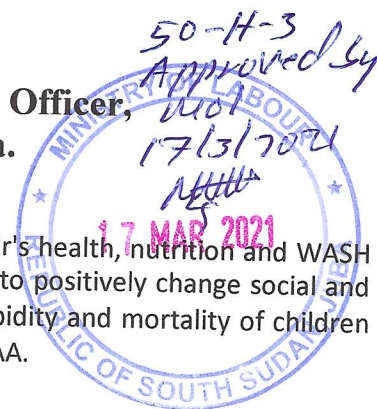 50-H-3
Approved by
MOL
17/3/2021
Officer,
MINISTRY OF LABOUR
17 MAR 2021
r's health, nutrition and WASH
to positively change social and
bidity and mortality of children
AA.
REPUBLIC OF SOUTH SUDAN